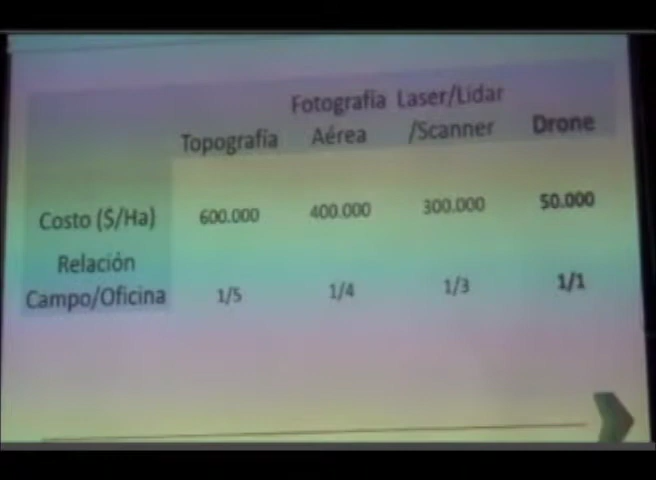 Topografía Fotografía Aérea Laser/Lidar /Scanner Drone
Costo ($/Ha) 600.000 400.000 300.000 50.000
Relación Campo/Oficina 1/5 1/4 1/3 1/1